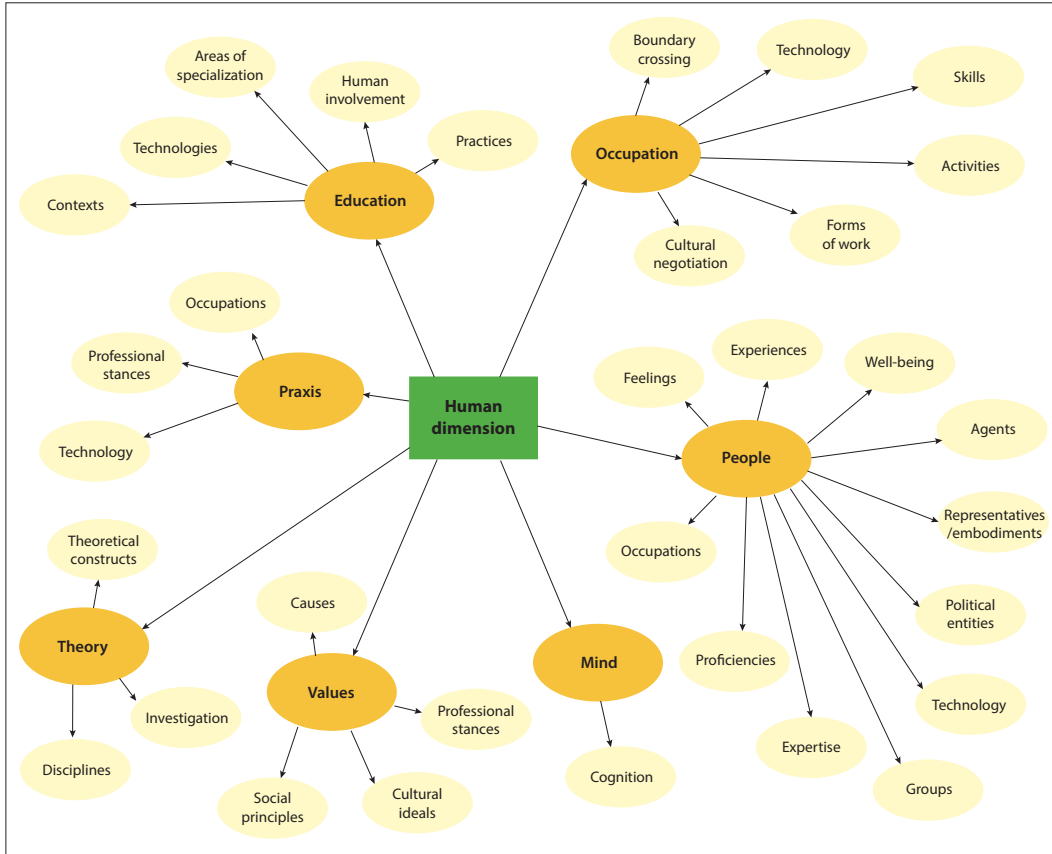 Areas of
specialization
Human
involvement
Technologies
Practices
Contexts
Education
Boundary
crossing
Technology
Skills
Occupation
Activities
Forms
of work
Cultural
negotiation
Occupations
Professional
stances
Praxis
Technology
Human
dimension
Experiences
Feelings
Well-being
Agents
People
Representatives
/embodiments
Occupations
Political
entities
Proficiencies
Technology
Expertise
Groups
Theoretical
constructs
Theory
Investigation
Disciplines
Causes
Values
Professional
stances
Social
principles
Cultural
ideals
Mind
Cognition